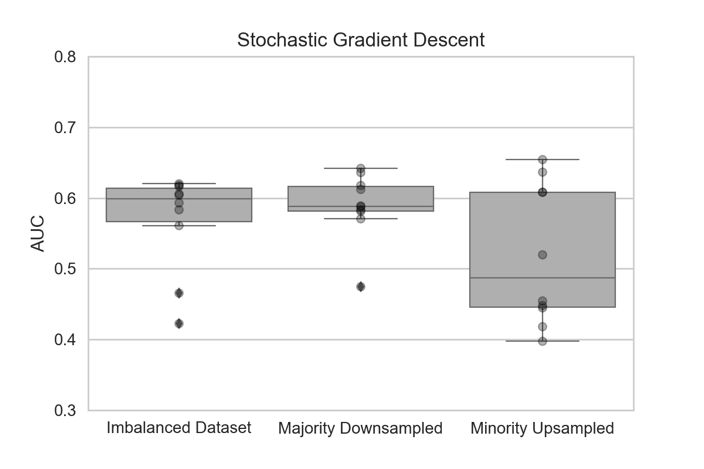 Stochastic Gradient Descent
0.8
0.7
0.6
0.5
0.4
0.3
AUC
Imbalanced Dataset
Majority Downsampled
Minority Upsampled